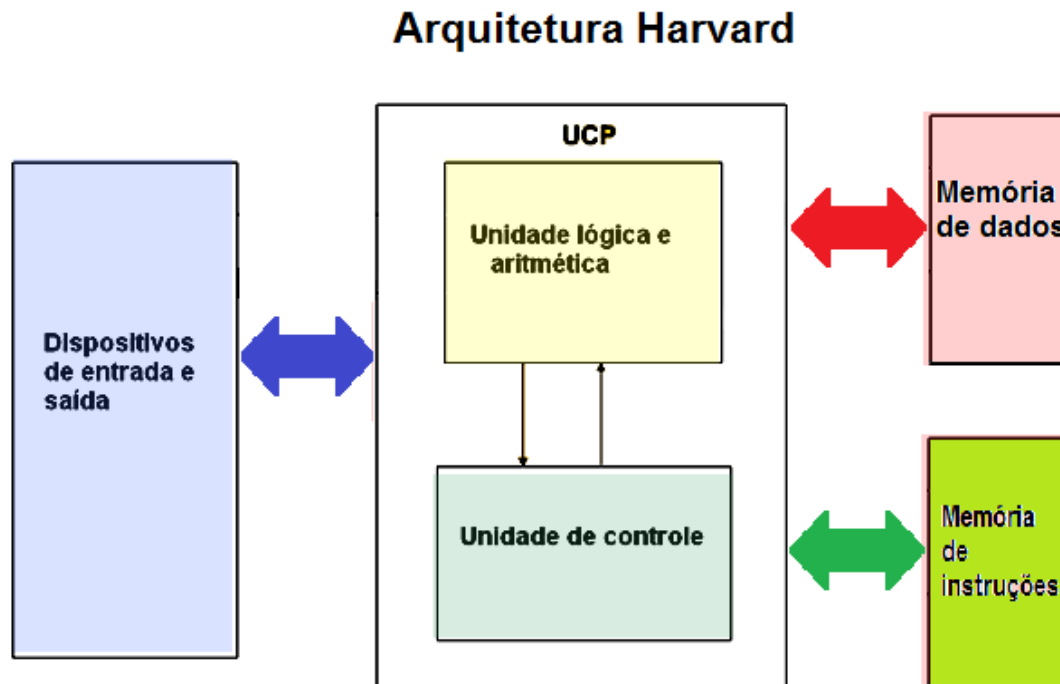 Arquitetura Harvard
UCP
Unidade lógica e
aritmética
Memória
de dados
Dispositivos
de entrada e
saída
Unidade de controle
Memória
de
instruções